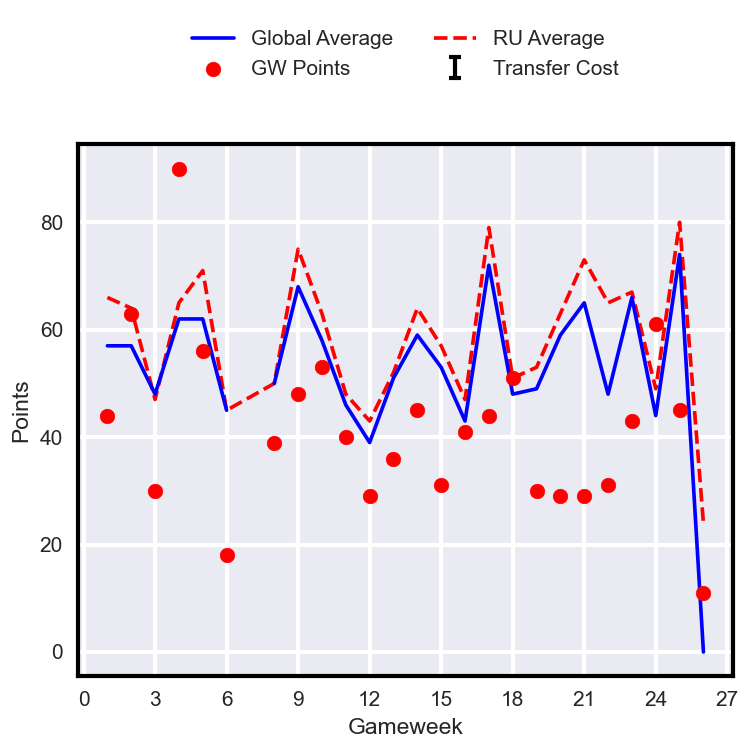 Global Average
RU Average
GW Points
Transfer Cost
80
60
40
20
0
Points
0 3 6 9 12 15 18 21 24 27
Gameweek